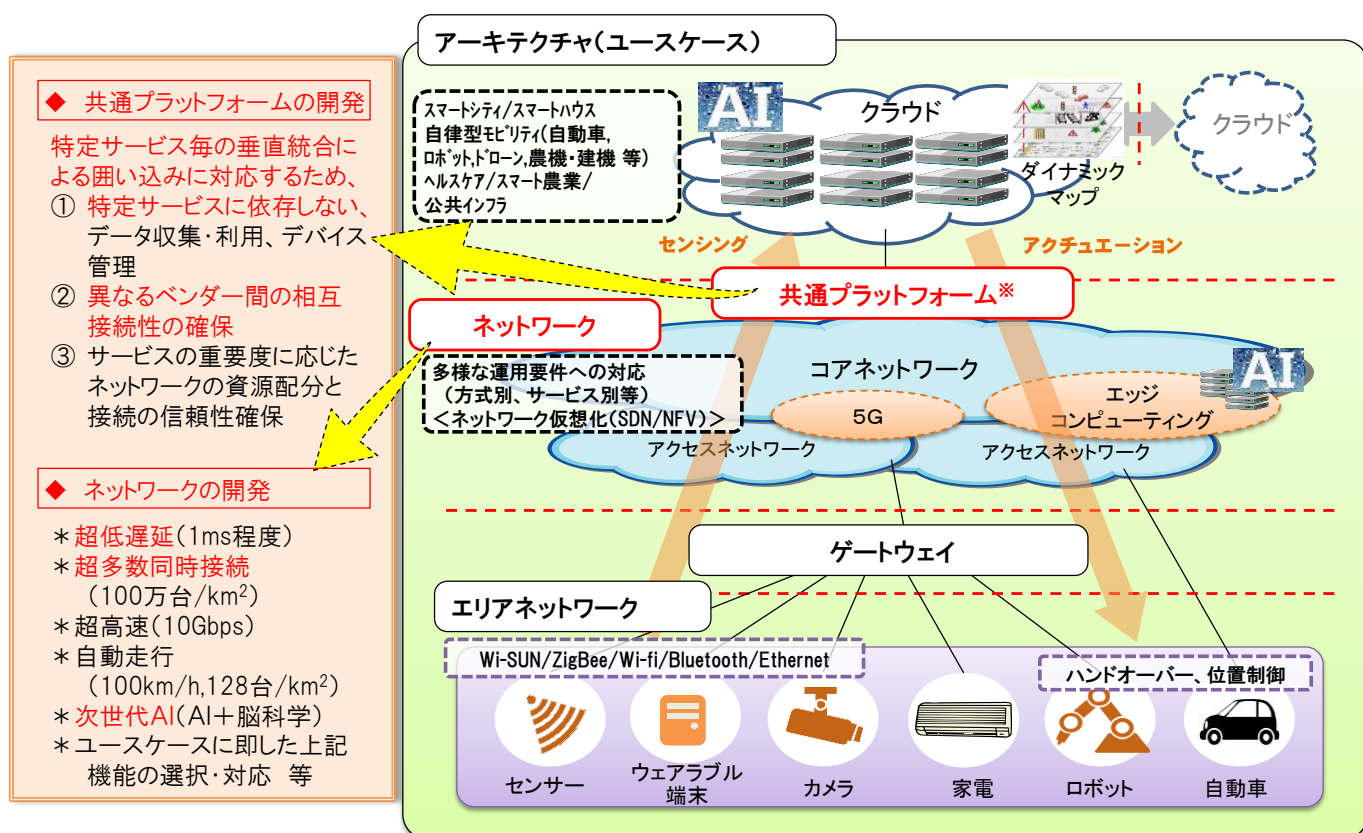 アーキテクチャ(ユースケース)
◆ 共通プラットフォームの開発
特定サービス毎の垂直統合に
よる囲い込みに対応するため、
① 特定サービスに依存しない、
データ収集・利用、デバイス
管理
② 異なるベンダー間の相互
接続性の確保
③ サービスの重要度に応じた
ネットワークの資源配分と
接続の信頼性確保
◆ ネットワークの開発
＊超低遅延(1ms程度)
＊超多数同時接続
(100万台/km²)
＊超高速(10Gbps)
＊自動走行
(100km/h,128台/km²)
＊次世代AI(AI＋脳科学)
＊ユースケースに即した上記
機能の選択・対応 等
スマートシティ/スマートハウス
自律型モビリティ(自動車,
ロボット,ドローン,農機・建機 等)
ヘルスケア/スマート農業/
公共インフラ
AI
クラウド
ダイナミック
マップ
クラウド
センシング
アクチュエーション
共通プラットフォーム※
ネットワーク
多様な運用要件への対応
(方式別、サービス別等)
＜ネットワーク仮想化(SDN/NFV)＞
コアネットワーク
AI
エッジ
コンピューティング
5G
アクセスネットワーク
アクセスネットワーク
ゲートウェイ
エリアネットワーク
Wi-SUN/ZigBee/Wi-fi/Bluetooth/Ethernet
ハンドオーバー、位置制御
センサー
ウェアラブル
端末
カメラ
家電
ロボット
自動車